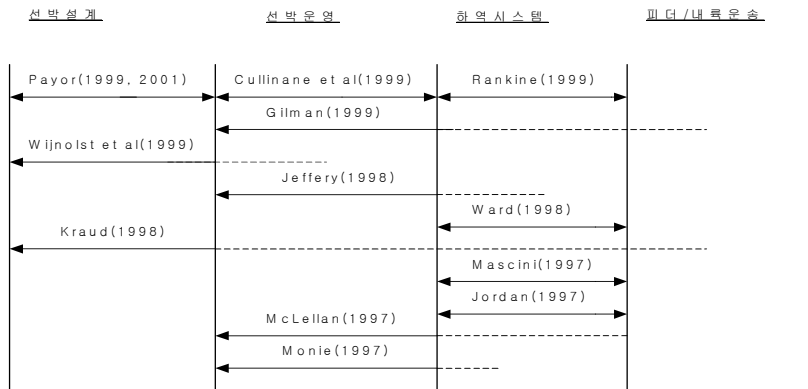 선박설계 선박운영 하역시스템 피더/내륙운송
Payor(1999, 2001) Cullinane et al(1999) Rankine(1999)
Gilman(1999)
Wijnolst et al(1999)
Jeffery(1998)
Ward(1998)
Kraud(1998)
Mascini(1997)
Jordan(1997)
McLellan(1997)
Monie(1997)